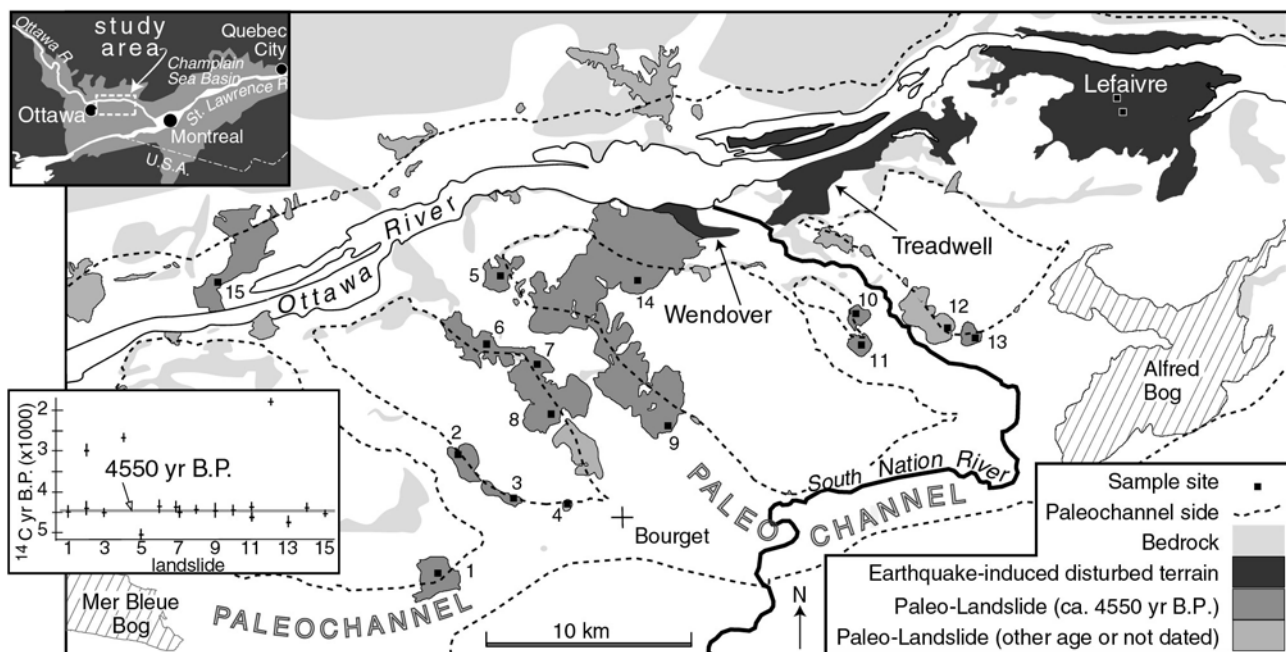 Ottawa R.
study
area
Quebec
City
Champlain
Sea Basin
St. Lawrence R
Ottawa
Montreal
U.S.A.
Lefaivre
Treadwell
Ottawa River
Wendover
15
5
14
10
12
13
11
6
7
8
9
2
3
4
1
Bourget
Alfred
Bog
South Nation River
PALEOCHANNEL
PALEOCHANNEL
Mer Bleue
Bog
14C yr B.P. (x1000)
2
3
4
5
4550 yr B.P.
1 3 5 7 9 11 13 15
landslide
10 km
N
Sample site
Paleochannel side
Bedrock
Earthquake-induced disturbed terrain
Paleo-Landslide (ca. 4550 yr B.P.)
Paleo-Landslide (other age or not dated)